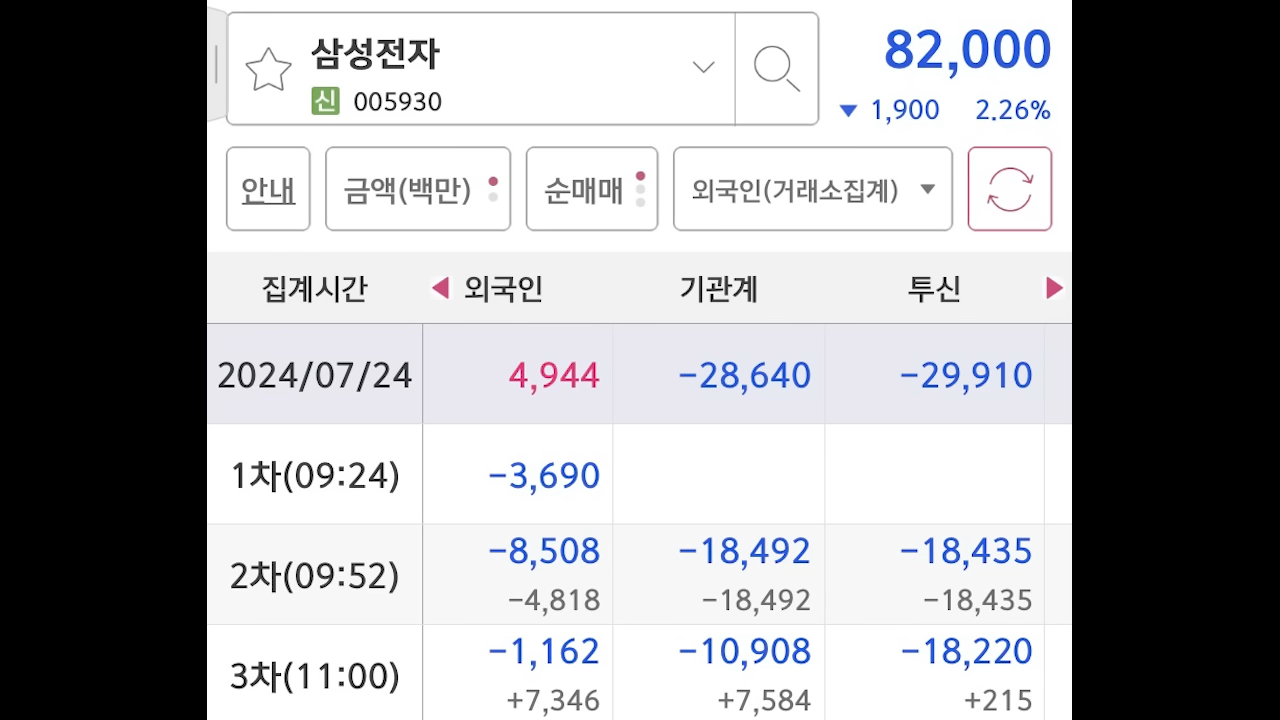 삼성전자
신 005930
82,000
▼ 1,900 2.26%
안내 금액(백만) 순매매 외국인(거래소집계) ▼
집계시간 ◀ 외국인 기관계 투신 ▶
2024/07/24 4,944 -28,640 -29,910
1차(09:24) -3,690
2차(09:52) -8,508 -18,492 -18,435
-4,818 -18,492 -18,435
3차(11:00) -1,162 -10,908 -18,220
+7,346 +7,584 +215